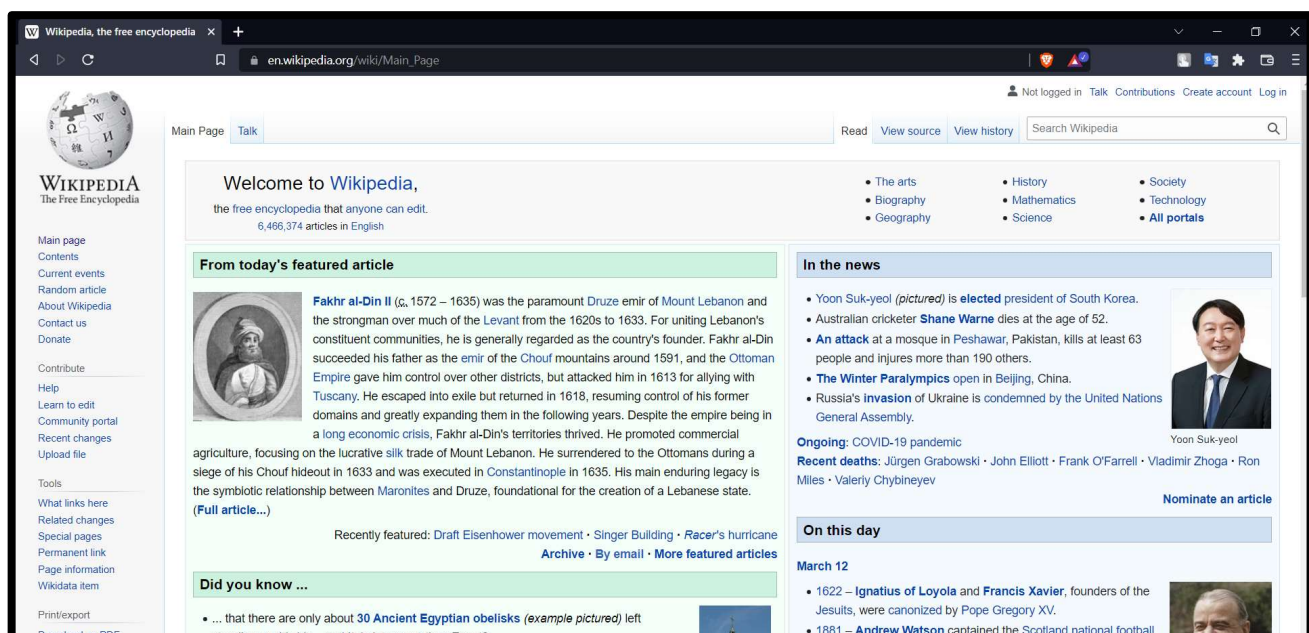 Wikipedia, the free encyclopedia
en.wikipedia.org/wiki/Main_Page
Not logged in Talk Contributions Create account Log in
Main Page Talk
Read View source View history Search Wikipedia
WIKIPEDIA
The Free Encyclopedia
Main page
Contents
Current events
Random article
About Wikipedia
Contact us
Donate
Contribute
Help
Learn to edit
Community portal
Recent changes
Upload file
Tools
What links here
Related changes
Special pages
Permanent link
Page information
Wikidata item
Print/export
Welcome to Wikipedia,
the free encyclopedia that anyone can edit.
6,466,374 articles in English
• The arts
• Biography
• Geography
• History
• Mathematics
• Science
• Society
• Technology
• All portals
From today's featured article
Fakhr al-Din II (c. 1572 – 1635) was the paramount Druze emir of Mount Lebanon and
the strongman over much of the Levant from the 1620s to 1633. For uniting Lebanon's
constituent communities, he is generally regarded as the country's founder. Fakhr al-Din
succeeded his father as the emir of the Chouf mountains around 1591, and the Ottoman
Empire gave him control over other districts, but attacked him in 1613 for allying with
Tuscany. He escaped into exile but returned in 1618, resuming control of his former
domains and greatly expanding them in the following years. Despite the empire being in
a long economic crisis, Fakhr al-Din's territories thrived. He promoted commercial
agriculture, focusing on the lucrative silk trade of Mount Lebanon. He surrendered to the Ottomans during a
siege of his Chouf hideout in 1633 and was executed in Constantinople in 1635. His main enduring legacy is
the symbiotic relationship between Maronites and Druze, foundational for the creation of a Lebanese state.
(Full article...)
Recently featured: Draft Eisenhower movement · Singer Building · Racer's hurricane
Archive · By email · More featured articles
Did you know ...
• ... that there are only about 30 Ancient Egyptian obelisks (example pictured) left
In the news
• Yoon Suk-yeol (pictured) is elected president of South Korea.
• Australian cricketer Shane Warne dies at the age of 52.
• An attack at a mosque in Peshawar, Pakistan, kills at least 63
people and injures more than 190 others.
• The Winter Paralympics open in Beijing, China.
• Russia's invasion of Ukraine is condemned by the United Nations
General Assembly.
Yoon Suk-yeol
Ongoing: COVID-19 pandemic
Recent deaths: Jürgen Grabowski · John Elliott · Frank O'Farrell · Vladimir Zhoga · Ron
Miles · Valeriy Chybineyev
Nominate an article
On this day
March 12
• 1622 – Ignatius of Loyola and Francis Xavier, founders of the
Jesuits, were canonized by Pope Gregory XV.
• 1881 – Andrew Watson captained the Scotland national football